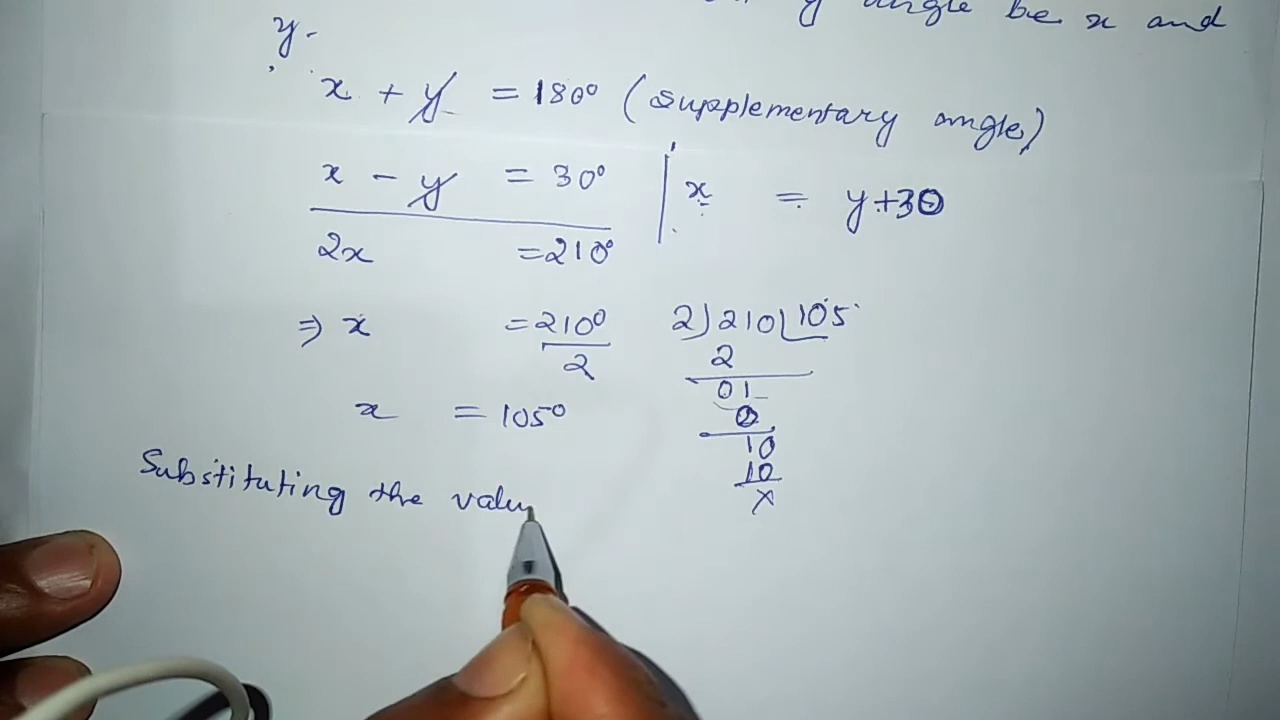 y angle be x and
y.
x + y = 180° (supplementary angle)
x - y = 30° | x = y+30
2x = 210°
⇒ x = 210°
2
2)210(105
2
01
0
10
10
x
x = 105°
Substituting the valu